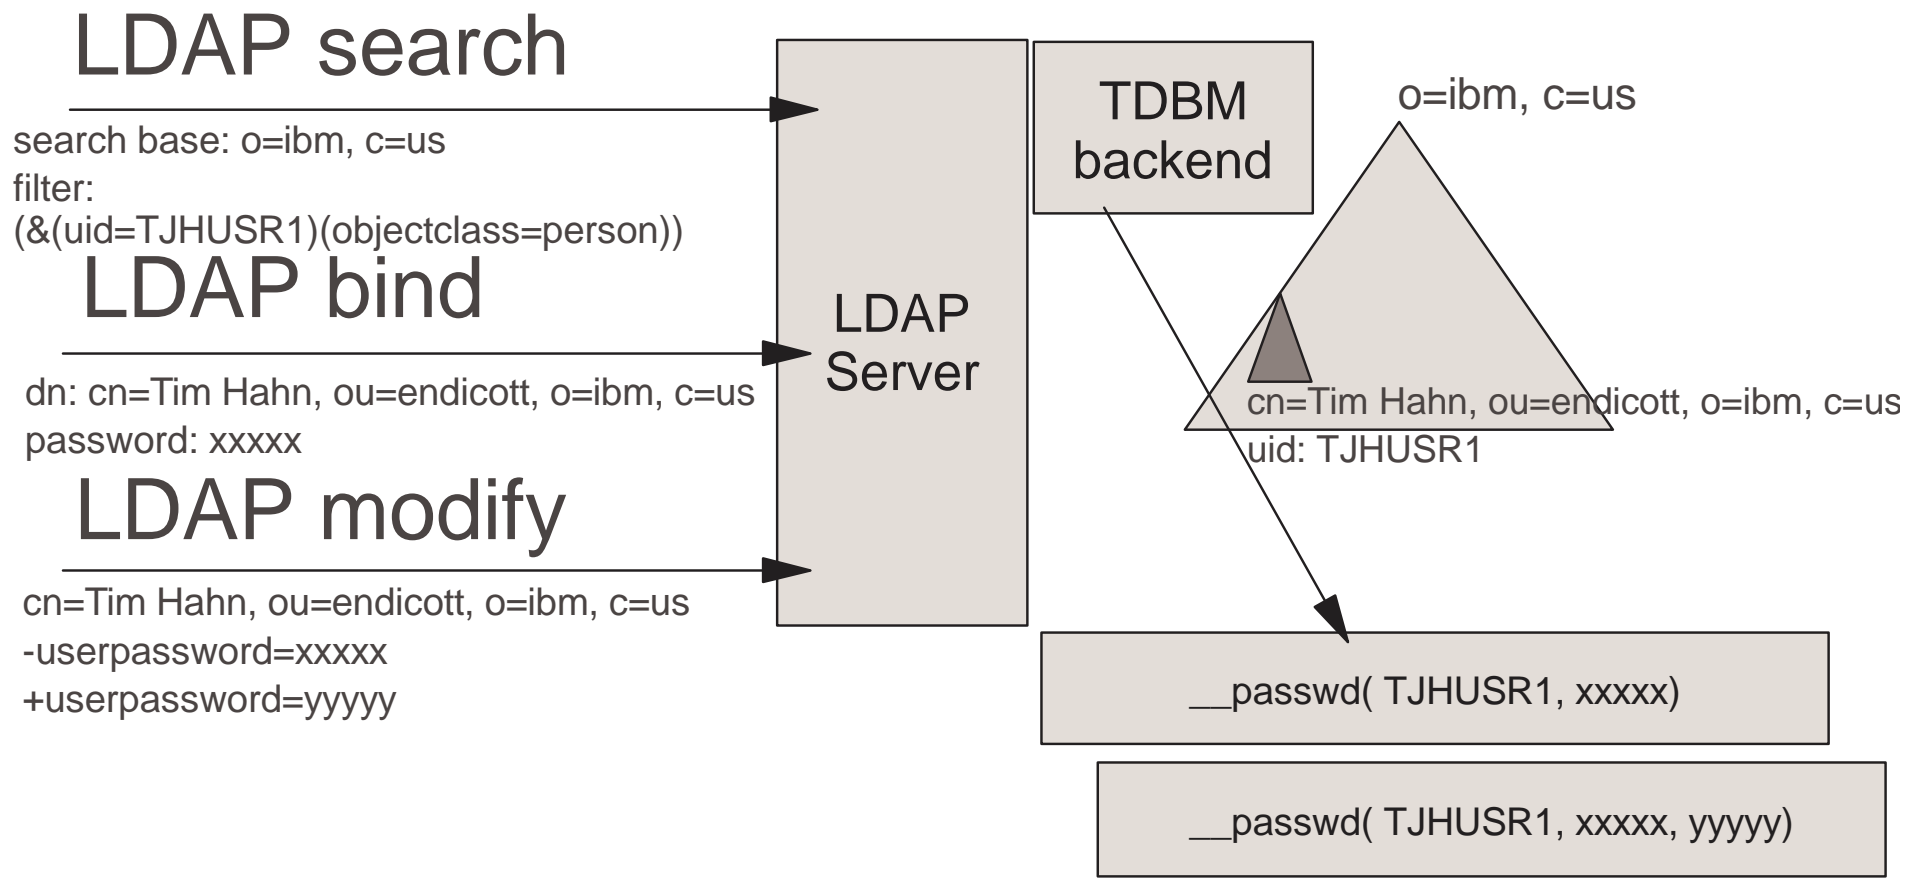 LDAP search
search base: o=ibm, c=us
filter:
(&(uid=TJHUSR1)(objectclass=person))
LDAP bind
dn: cn=Tim Hahn, ou=endicott, o=ibm, c=us
password: xxxxx
LDAP modify
cn=Tim Hahn, ou=endicott, o=ibm, c=us
-userpassword=xxxxx
+userpassword=yyyyy
LDAP
Server
TDBM
backend
o=ibm, c=us
cn=Tim Hahn, ou=endicott, o=ibm, c=us
uid: TJHUSR1
__passwd( TJHUSR1, xxxxx)
__passwd( TJHUSR1, xxxxx, yyyyy)